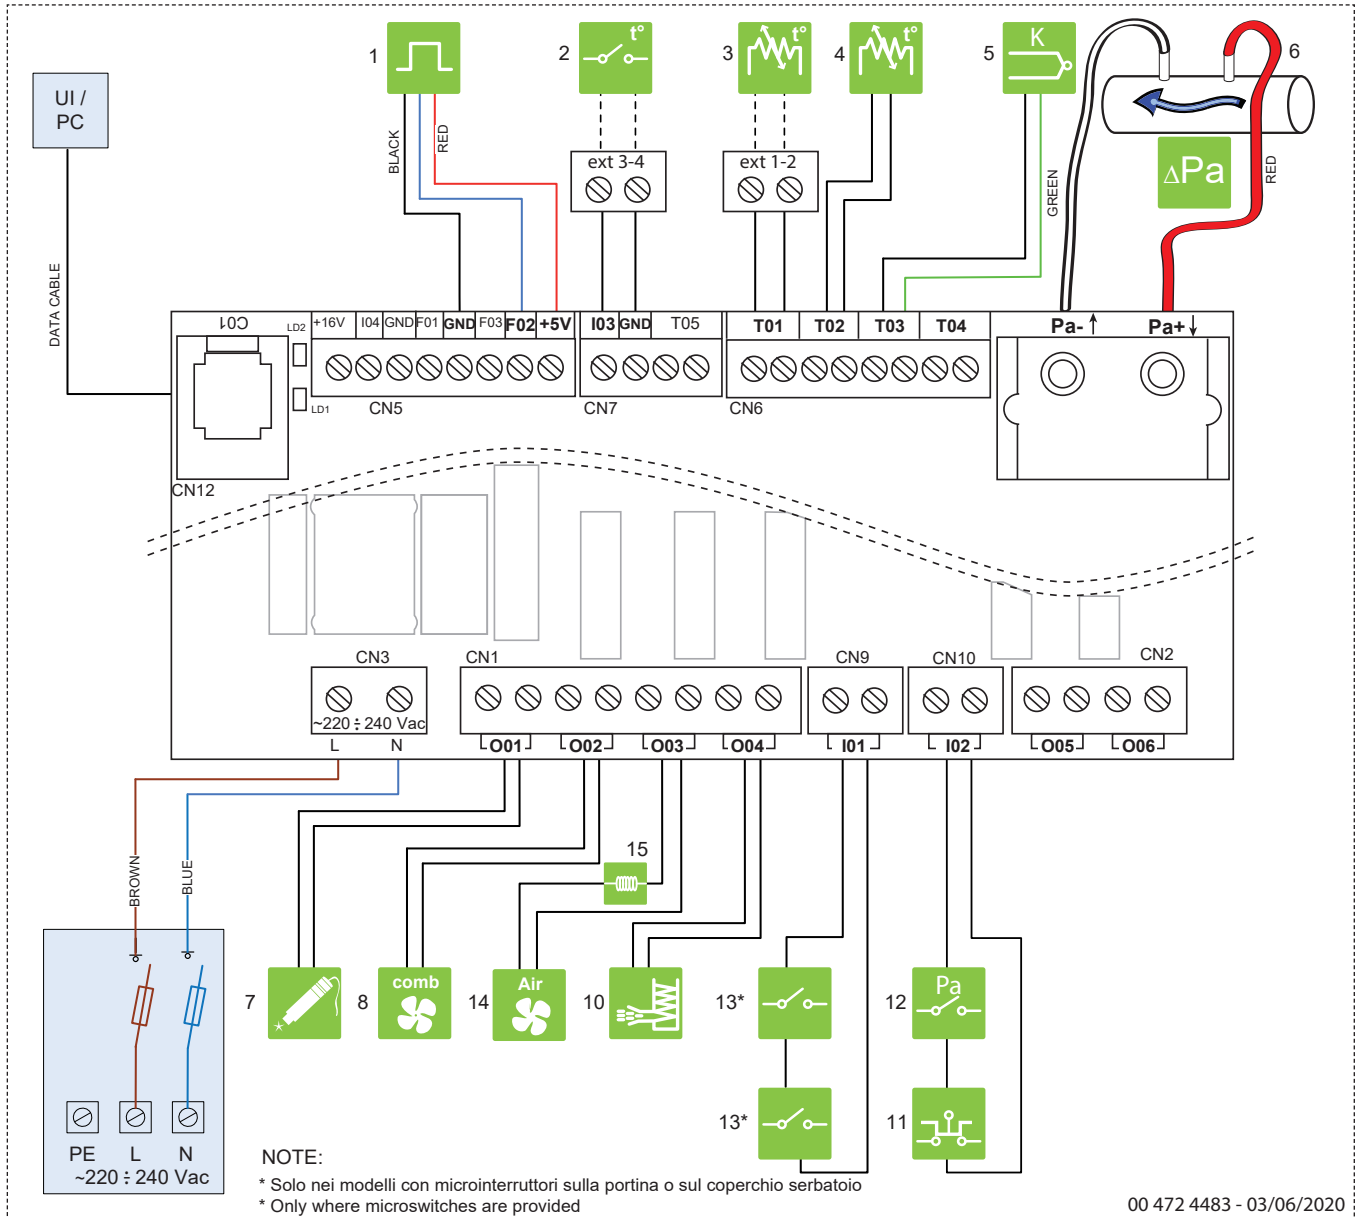 1
2
t°
3
t°
4
t°
5
K
6
UI /
PC
BLACK
RED
ext 3-4
ext 1-2
GREEN
ΔPa
RED
DATA CABLE
C01
LD2
+16V I04 GND F01 GND F03 F02 +5V
I03 GND T05
T01 T02 T03 T04
Pa- Pa+
LD1
CN5
CN7
CN6
CN12
CN3
CN1
CN9
CN10
CN2
~220 ÷ 240 Vac
L N
O01 O02 O03 O04
I01
I02
O05 O06
BROWN
BLUE
15
7
8
comb
14
Air
10
13*
12
Pa
13*
11
PE L N
~220 ÷ 240 Vac
NOTE:
* Solo nei modelli con microinterruttori sulla portina o sul coperchio serbatoio
* Only where microswitches are provided
00 472 4483 - 03/06/2020